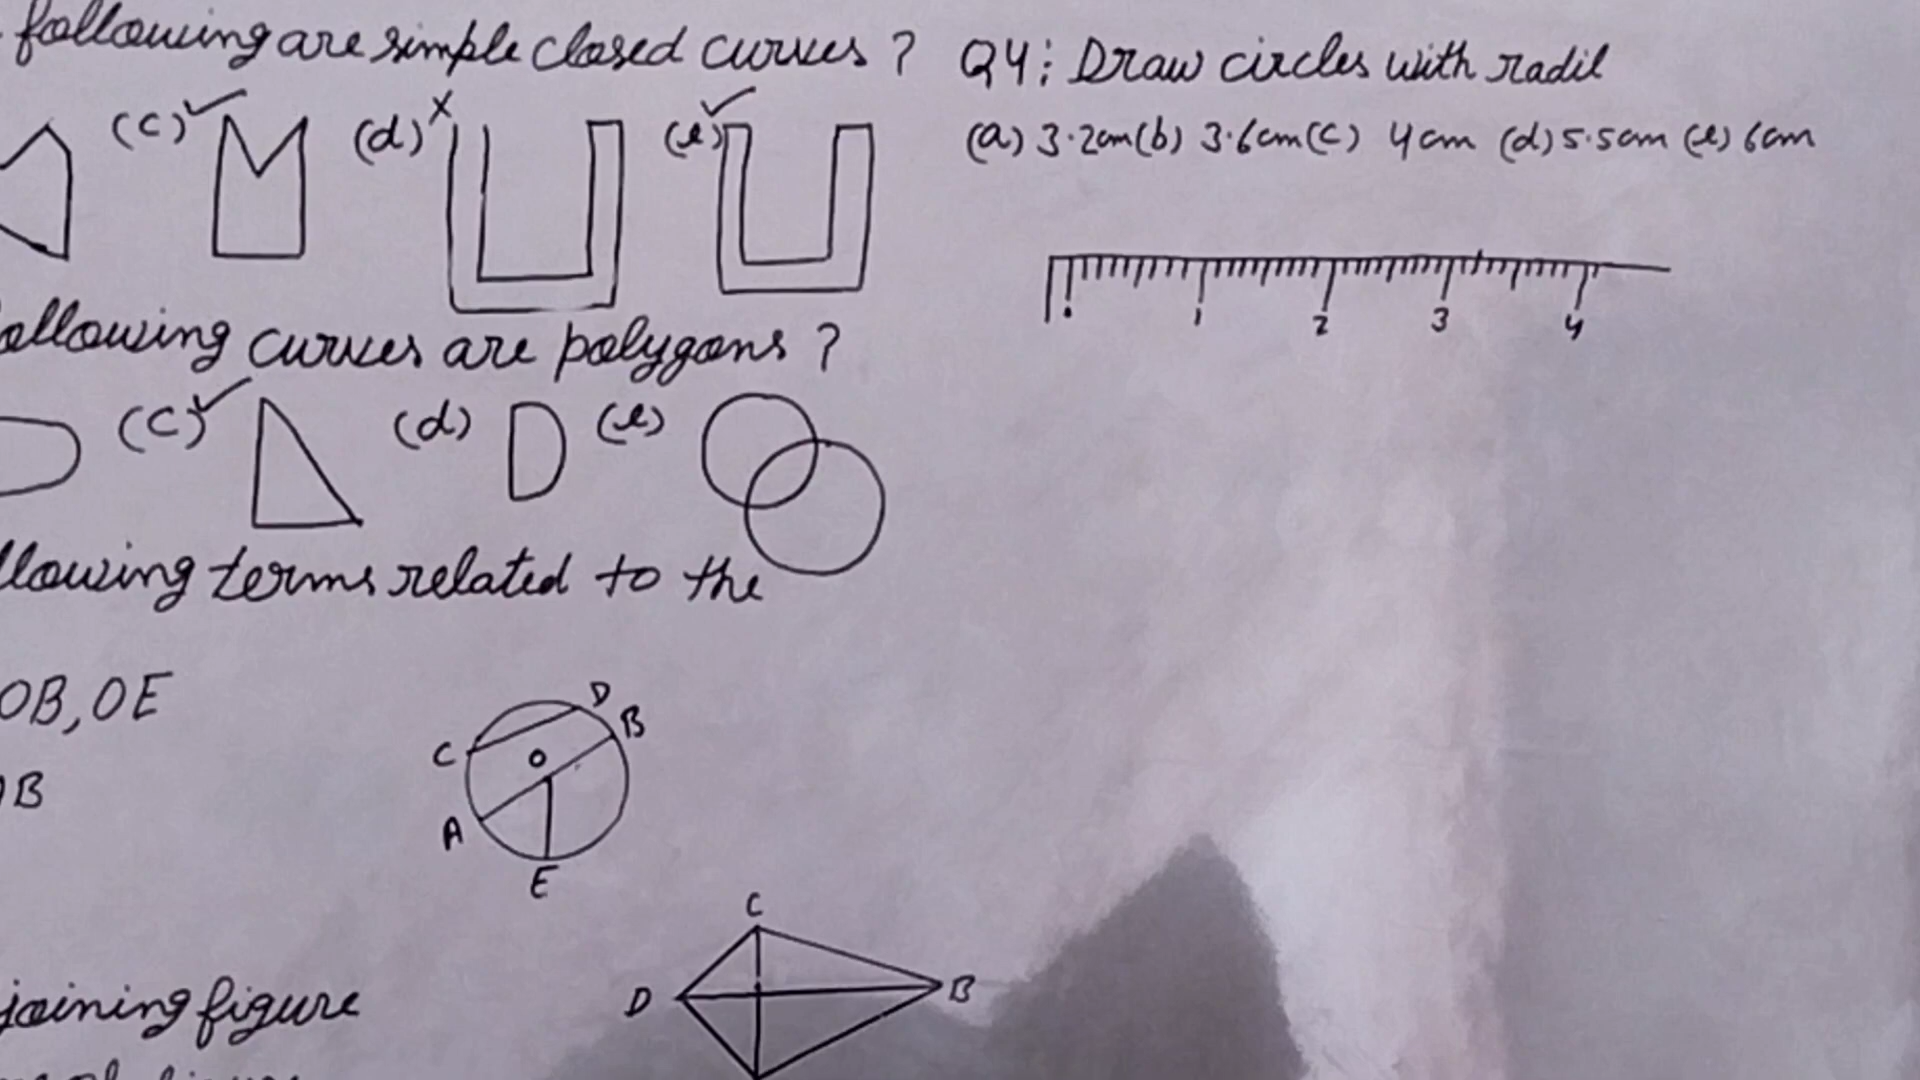 following are simple closed curves ?
(c) (d) (e)
ollowing curves are polygons ?
(c) (d) (e)
llowing terms related to the
OB, OE
B
C D B O A E
C D B
joining figure
Q4: Draw circles with radii
(a) 3.2cm (b) 3.6cm (c) 4cm (d) 5.5cm (e) 6cm
1 2 3 4